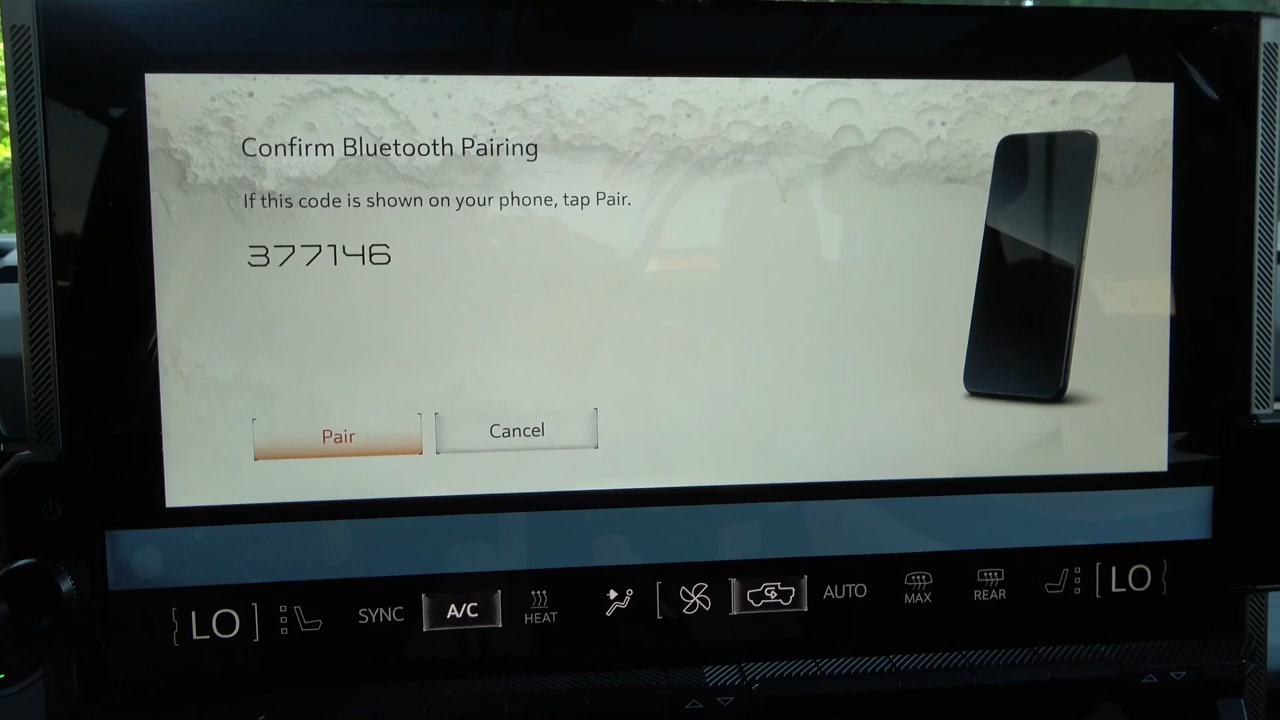 Confirm Bluetooth Pairing
If this code is shown on your phone, tap Pair.
377146
Pair
Cancel
LO
SYNC
A/C
HEAT
AUTO
MAX
REAR
LO